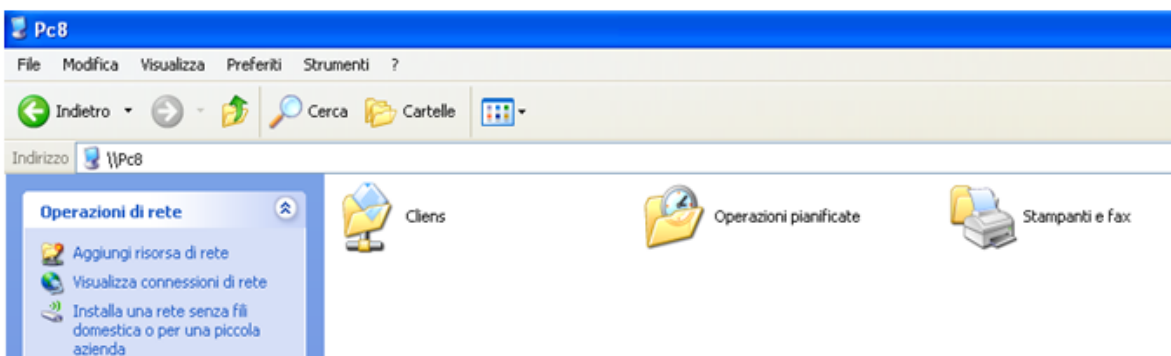 Pc8
File Modifica Visualizza Preferiti Strumenti ?
Indietro Cerca Cartelle
Indirizzo \\Pc8
Operazioni di rete
Aggiungi risorsa di rete
Visualizza connessioni di rete
Installa una rete senza fili
domestica o per una piccola
azienda
Cliens
Operazioni pianificate
Stampanti e fax